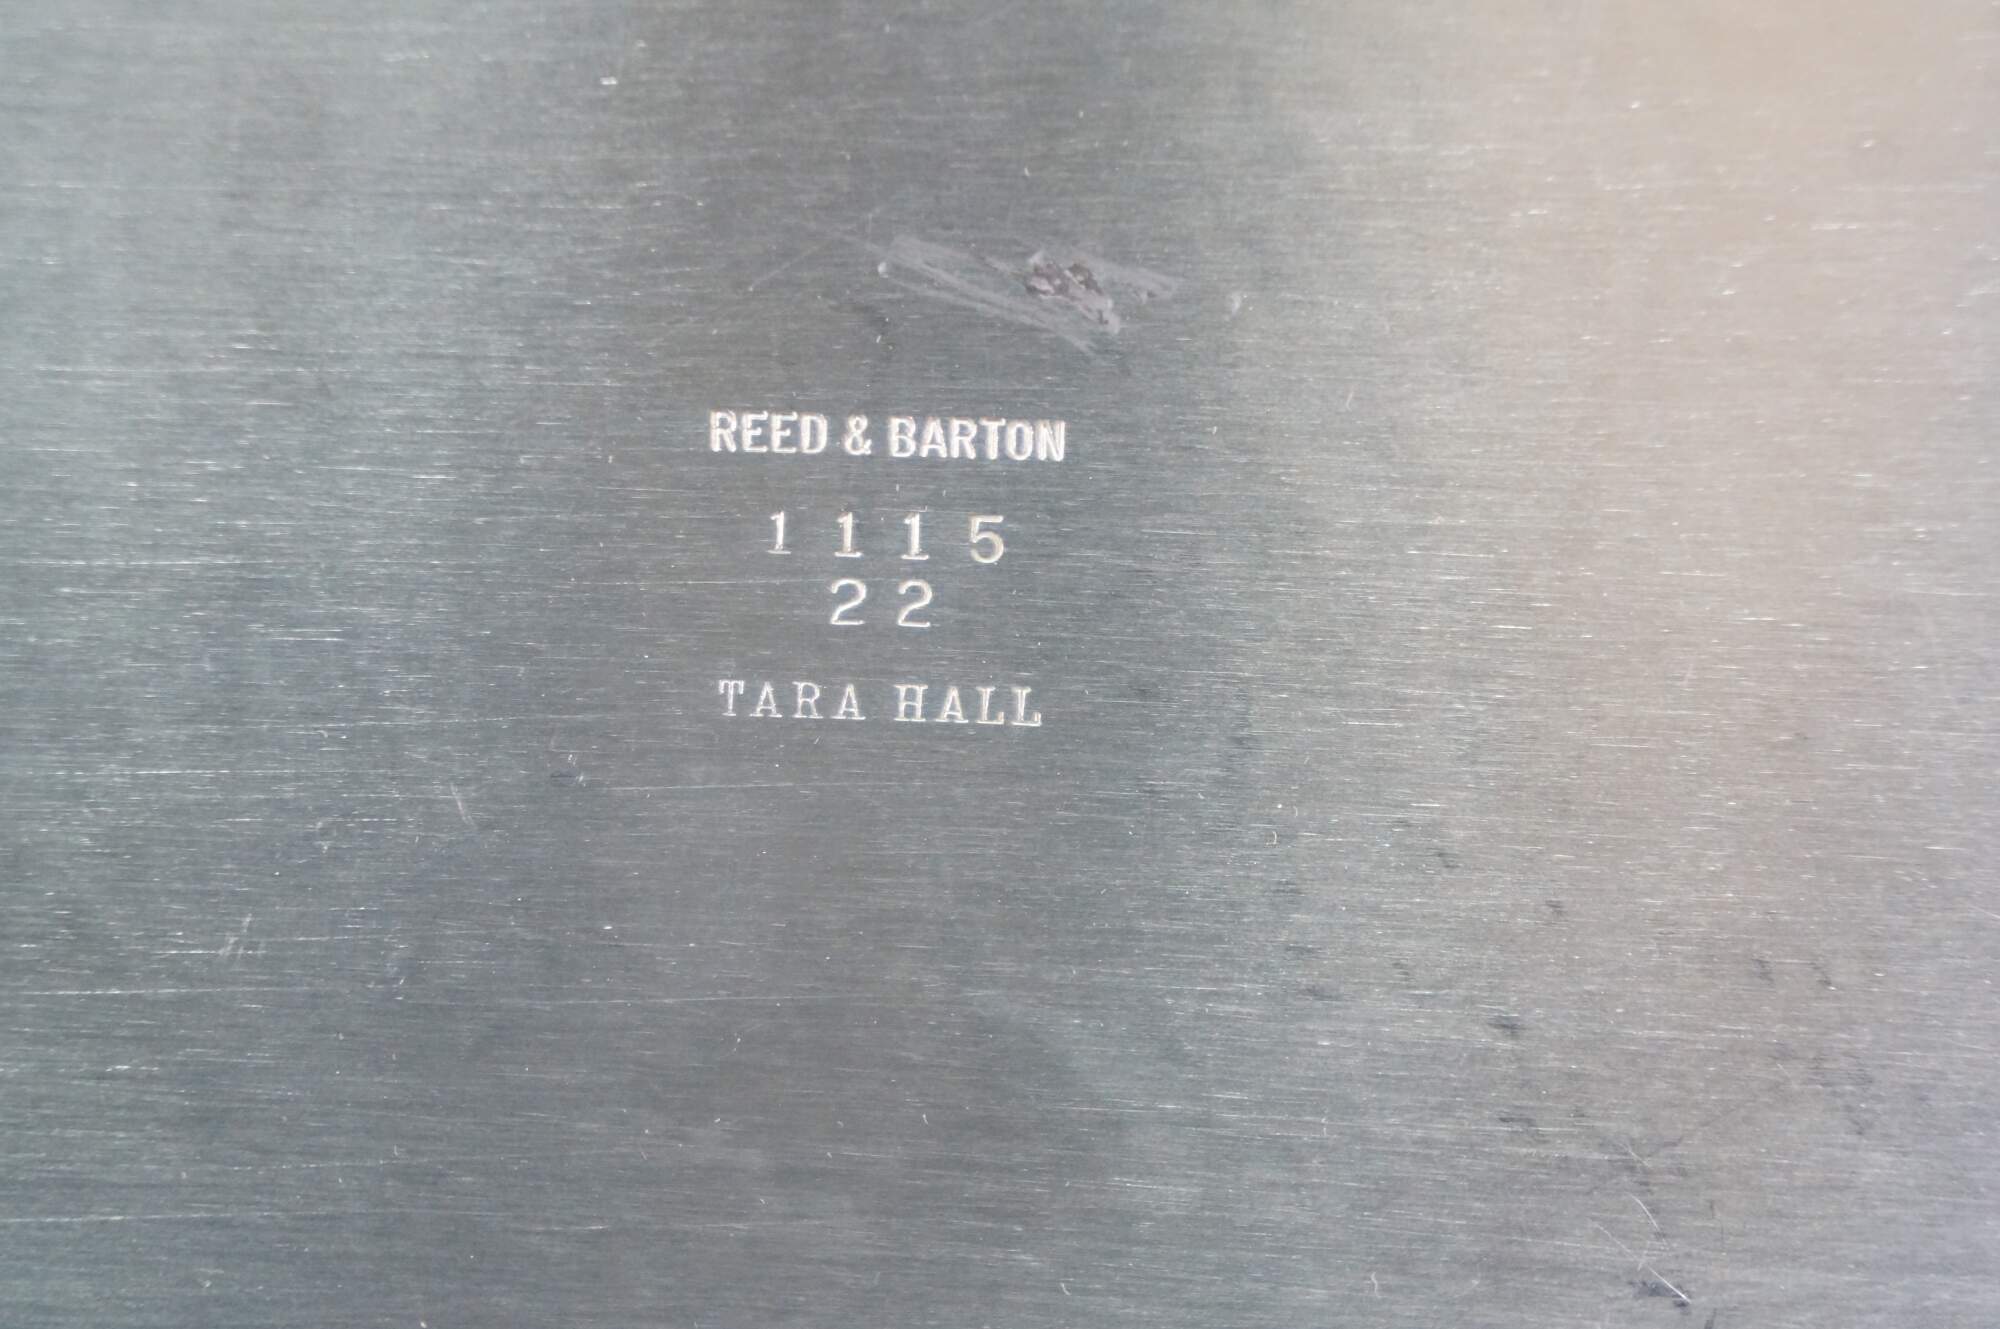 REED & BARTON
1115
22
TARA HALL